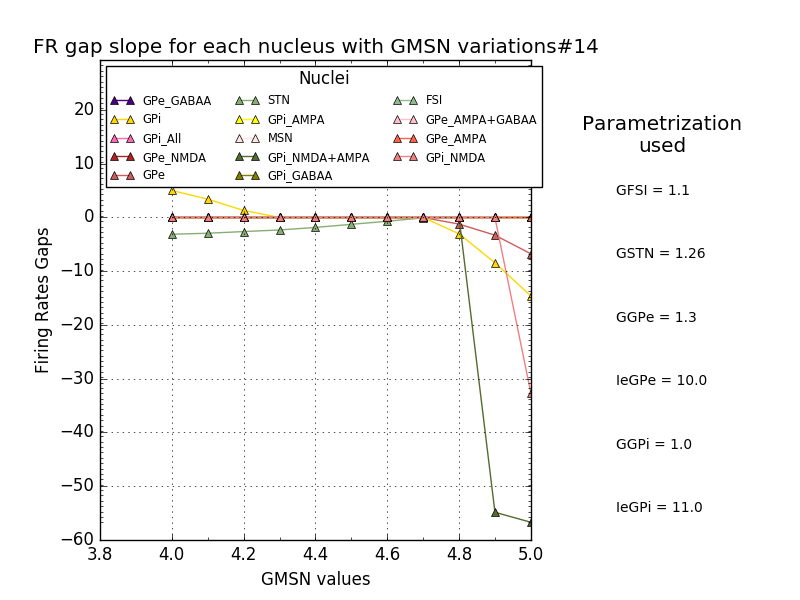 FR gap slope for each nucleus with GMSN variations#14
Nuclei
GPe_GABAA
GPi
GPi_All
GPe_NMDA
GPe
STN
GPi_AMPA
MSN
GPi_NMDA+AMPA
GPi_GABAA
FSI
GPe_AMPA+GABAA
GPe_AMPA
GPi_NMDA
20
10
0
−10
−20
−30
−40
−50
−60
Firing Rates Gaps
3.8 4.0 4.2 4.4 4.6 4.8 5.0
GMSN values
Parametrization
used
GFSI = 1.1
GSTN = 1.26
GGPe = 1.3
IeGPe = 10.0
GGPi = 1.0
IeGPi = 11.0